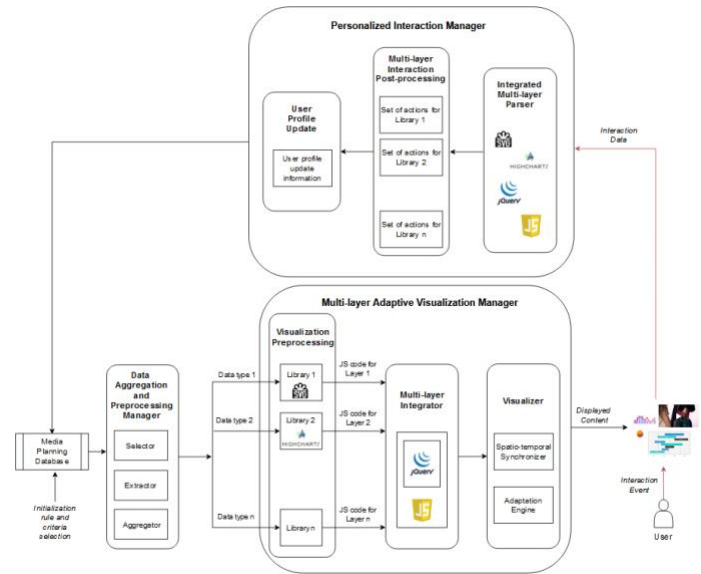 Personalized Interaction Manager
Multi-layer
Interaction
Post-processing
Integrated
Multi-layer
Parser
User
Profile
Update
Set of actions for
Library 1
User profile
update
information
Set of actions for
Library 2
Set of actions for
Library n
SVG
HIGHCHARTS
jQuery
JS
Interaction
Data
Multi-layer Adaptive Visualization Manager
Visualization
Preprocessing
Data
Aggregation
and
Preprocessing
Manager
Selector
Extractor
Aggregator
Media
Planning
Database
Initialization
rule and
criteria
selection
Data type 1
Data type 2
Data type n
Library 1
SVG
Library 2
HIGHCHARTS
Library n
JS code for
Layer 1
JS code for
Layer 2
JS code for
Layer n
Multi-layer
Integrator
jQuery
JS
Visualizer
Spatio-temporal
Synchronizer
Adaptation
Engine
Displayed
Content
Interaction
Event
User